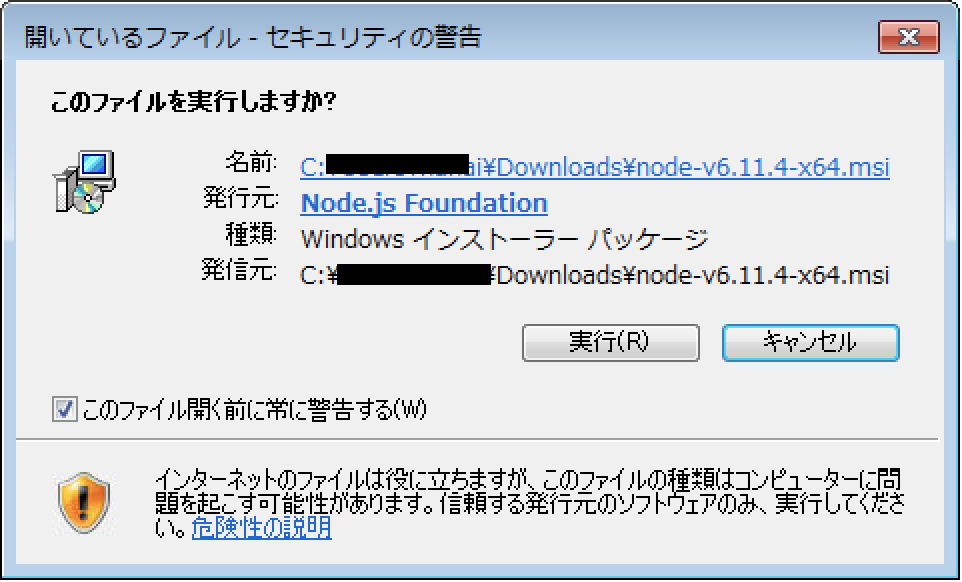 開いているファイル - セキュリティの警告
このファイルを実行しますか?
名前: C:ai¥Downloads¥node-v6.11.4-x64.msi
発行元: Node.js Foundation
種類: Windows インストーラー パッケージ
発信元: C:¥¥Downloads¥node-v6.11.4-x64.msi
実行(R) キャンセル
このファイル開く前に常に警告する(W)
インターネットのファイルは役に立ちますが、このファイルの種類はコンピューターに問
題を起こす可能性があります。信頼する発行元のソフトウェアのみ、実行してくださ
い。危険性の説明